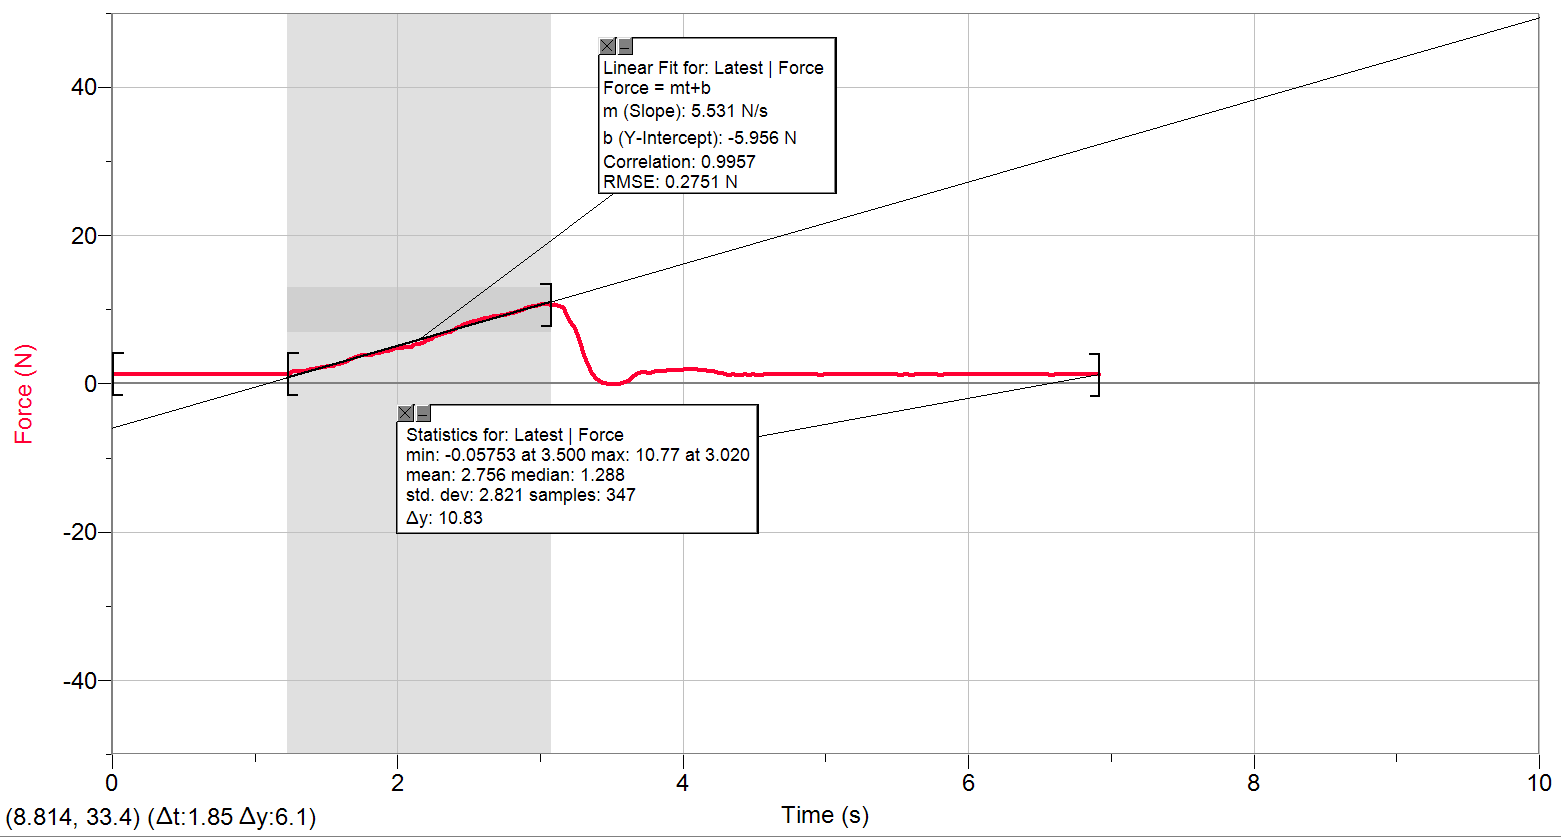 Linear Fit for: Latest | Force
Force = mt+b
m (Slope): 5.531 N/s
b (Y-Intercept): -5.956 N
Correlation: 0.9957
RMSE: 0.2751 N
40
20
0
-20
-40
Force (N)
Statistics for: Latest | Force
min: -0.05753 at 3.500 max: 10.77 at 3.020
mean: 2.756 median: 1.288
std. dev: 2.821 samples: 347
Δy: 10.83
0 2 4 6 8 10
Time (s)
(8.814, 33.4) (Δt:1.85 Δy:6.1)